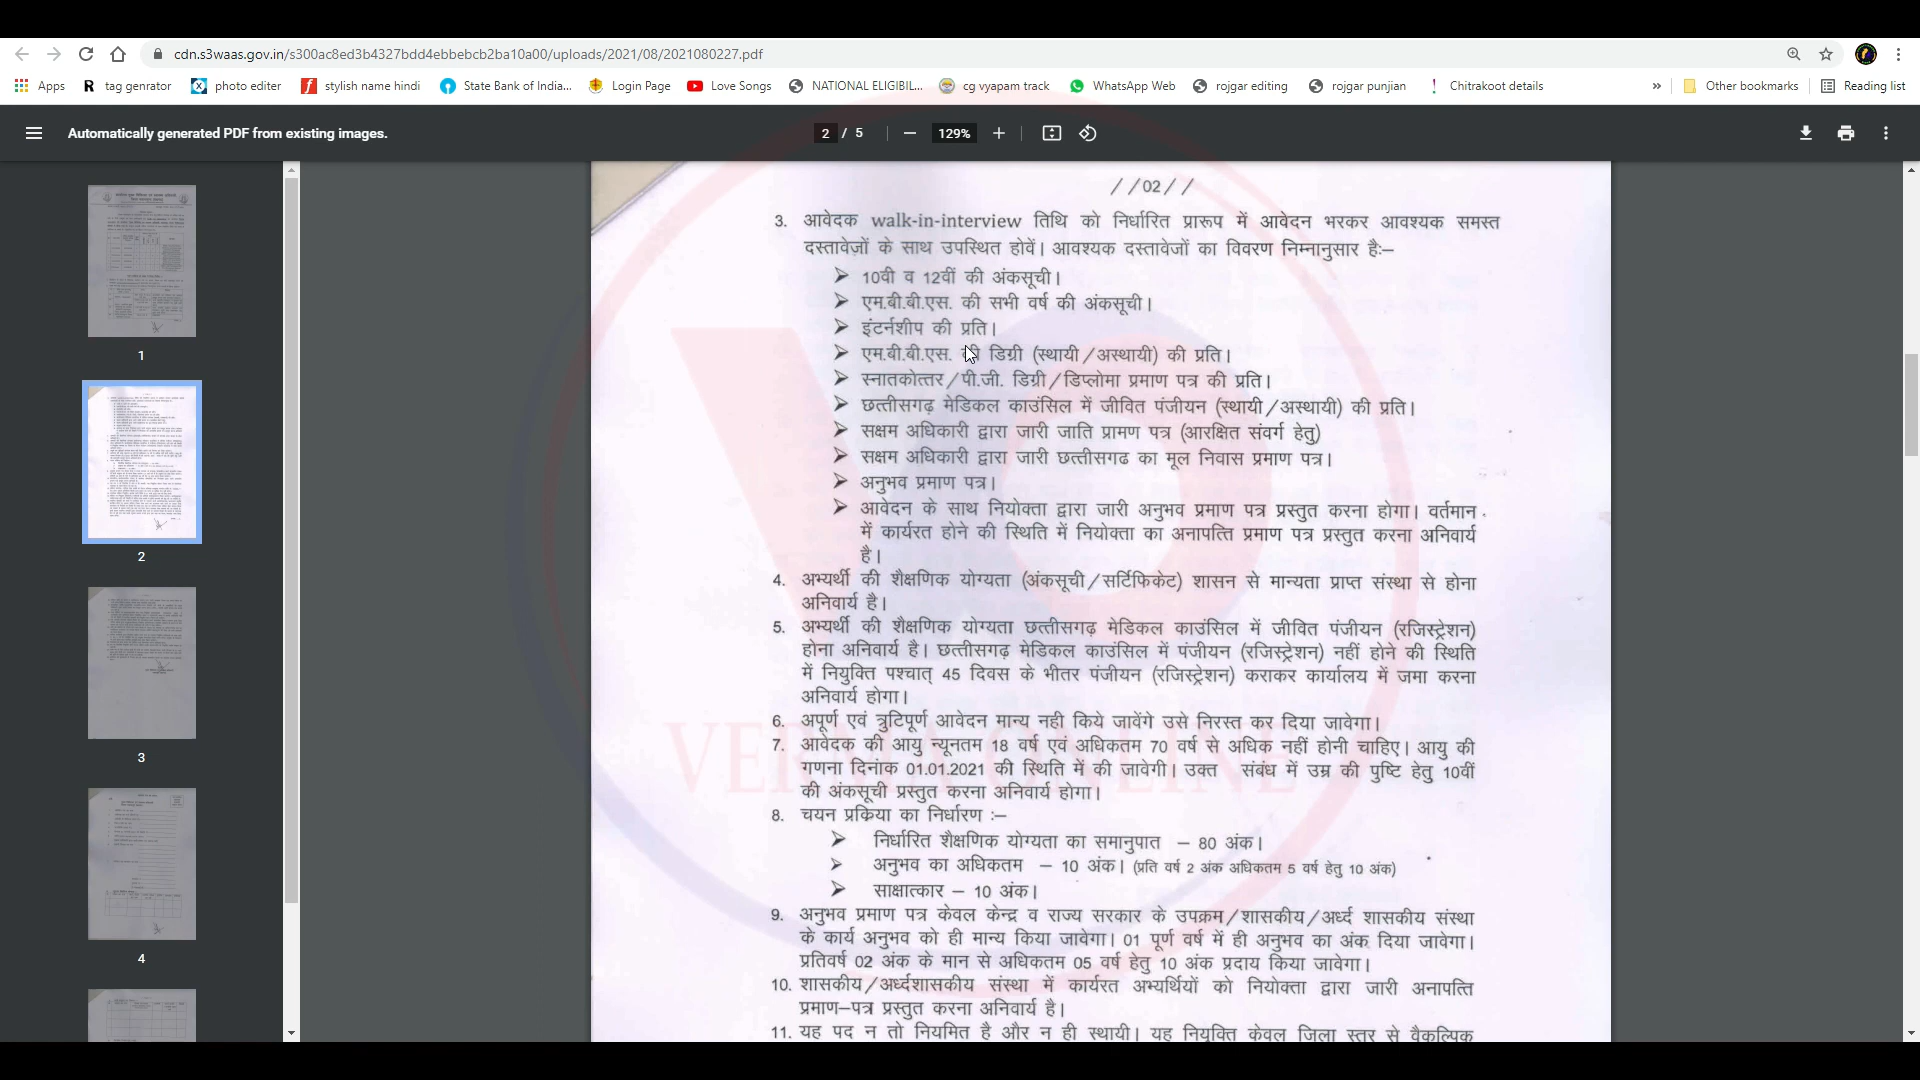 cdn.s3waas.gov.in/s300ac8ed3b4327bdd4ebbebcb2ba10a00/uploads/2021/08/2021080227.pdf
Apps tag genrator photo editer stylish name hindi State Bank of India... Login Page Love Songs NATIONAL ELIGIBIL... cg vyapam track WhatsApp Web rojgar editing rojgar punjian Chitrakoot details » Other bookmarks Reading list
Automatically generated PDF from existing images. 2 / 5 129%
1
2
3
4
//02//
3. आवेदक walk-in-interview तिथि को निर्धारित प्रारूप में आवेदन भरकर आवश्यक समस्त
दस्तावेज़ों के साथ उपस्थित होवें। आवश्यक दस्तावेजों का विवरण निम्नानुसार है:–
➢ 10वी व 12वीं की अंकसूची।
➢ एम.बी.बी.एस. की सभी वर्ष की अंकसूची।
➢ इंटर्नशीप की प्रति।
➢ एम.बी.बी.एस. की डिग्री (स्थायी/अस्थायी) की प्रति।
➢ स्नातकोत्तर/पी.जी. डिग्री/डिप्लोमा प्रमाण पत्र की प्रति।
➢ छत्तीसगढ़ मेडिकल काउंसिल में जीवित पंजीयन (स्थायी/अस्थायी) की प्रति।
➢ सक्षम अधिकारी द्वारा जारी जाति प्रामण पत्र (आरक्षित संवर्ग हेतु)
➢ सक्षम अधिकारी द्वारा जारी छत्तीसगढ का मूल निवास प्रमाण पत्र।
➢ अनुभव प्रमाण पत्र।
➢ आवेदन के साथ नियोक्ता द्वारा जारी अनुभव प्रमाण पत्र प्रस्तुत करना होगा। वर्तमान
में कार्यरत होने की स्थिति में नियोक्ता का अनापत्ति प्रमाण पत्र प्रस्तुत करना अनिवार्य
है।
4. अभ्यर्थी की शैक्षणिक योग्यता (अंकसूची/सर्टिफिकेट) शासन से मान्यता प्राप्त संस्था से होना
अनिवार्य है।
5. अभ्यर्थी की शैक्षणिक योग्यता छत्तीसगढ़ मेडिकल काउंसिल में जीवित पंजीयन (रजिस्ट्रेशन)
होना अनिवार्य है। छत्तीसगढ़ मेडिकल काउंसिल में पंजीयन (रजिस्ट्रेशन) नहीं होने की स्थिति
में नियुक्ति पश्चात् 45 दिवस के भीतर पंजीयन (रजिस्ट्रेशन) कराकर कार्यालय में जमा करना
अनिवार्य होगा।
6. अपूर्ण एवं त्रुटिपूर्ण आवेदन मान्य नही किये जावेंगे उसे निरस्त कर दिया जावेगा।
7. आवेदक की आयु न्यूनतम 18 वर्ष एवं अधिकतम 70 वर्ष से अधिक नहीं होनी चाहिए। आयु की
गणना दिनांक 01.01.2021 की स्थिति में की जावेगी। उक्त संबंध में उम्र की पुष्टि हेतु 10वीं
की अंकसूची प्रस्तुत करना अनिवार्य होगा।
VERMA ONLINE
8. चयन प्रकिया का निर्धारण :–
➢ निर्धारित शैक्षणिक योग्यता का समानुपात – 80 अंक।
➢ अनुभव का अधिकतम – 10 अंक। (प्रति वर्ष 2 अंक अधिकतम 5 वर्ष हेतु 10 अंक)
➢ साक्षात्कार – 10 अंक।
9. अनुभव प्रमाण पत्र केवल केन्द्र व राज्य सरकार के उपक्रम/शासकीय/अर्ध्द शासकीय संस्था
के कार्य अनुभव को ही मान्य किया जावेगा। 01 पूर्ण वर्ष में ही अनुभव का अंक दिया जावेगा।
प्रतिवर्ष 02 अंक के मान से अधिकतम 05 वर्ष हेतु 10 अंक प्रदाय किया जावेगा।
10. शासकीय/अर्ध्दशासकीय संस्था में कार्यरत अभ्यर्थियों को नियोक्ता द्वारा जारी अनापत्ति
प्रमाण–पत्र प्रस्तुत करना अनिवार्य है।
11. यह पद न तो नियमित है और न ही स्थायी। यह नियुक्ति केवल जिला स्तर से वैकल्पिक